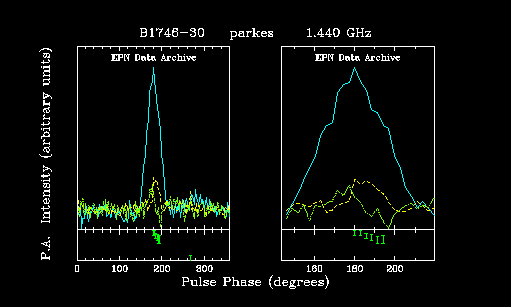 B1746-30 parkes 1.440 GHz
EPN Data Archive EPN Data Archive
P.A. Intensity (arbitrary units)
0 100 200 300 160 180 200
Pulse Phase (degrees)